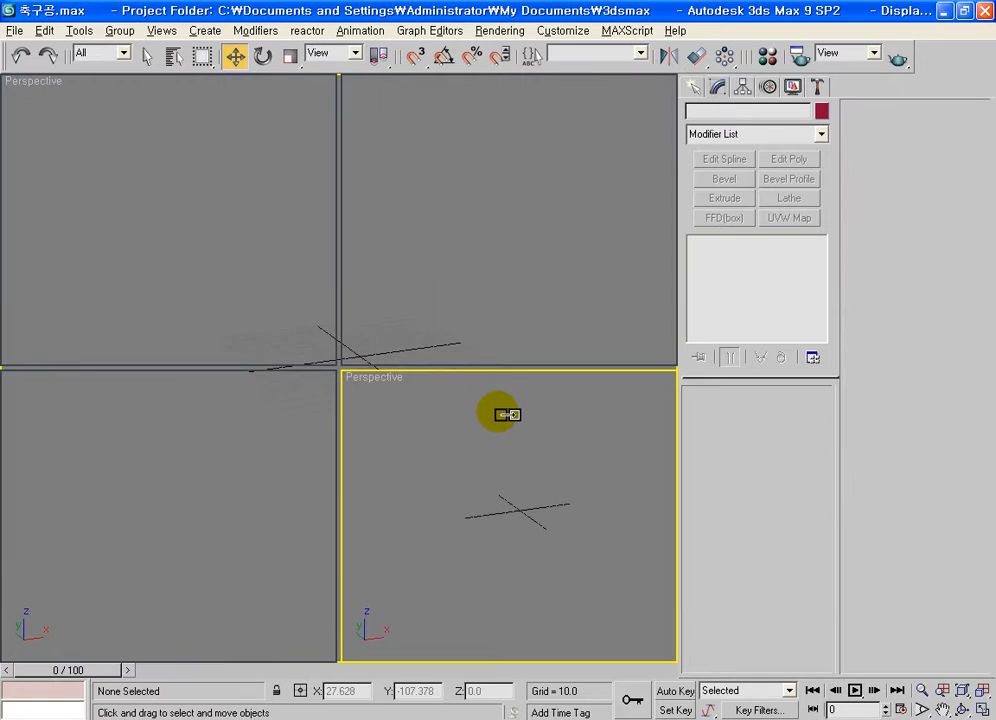 축구공.max - Project Folder: C:₩Documents and Settings₩Administrator₩My Documents₩3dsmax - Autodesk 3ds Max 9 SP2 - Displa...
File Edit Tools Group Views Create Modifiers reactor Animation Graph Editors Rendering Customize MAXScript Help
All View 3 % ABC View
Perspective
Modifier List
Edit Spline Edit Poly
Bevel Bevel Profile
Extrude Lathe
FFD(box) UVW Map
Perspective
z
y x
z
y x
0 / 100
None Selected X: 27.628 Y: -107.378 Z: 0.0 Grid = 10.0 Auto Key Selected
Click and drag to select and move objects Add Time Tag Set Key Key Filters... 0